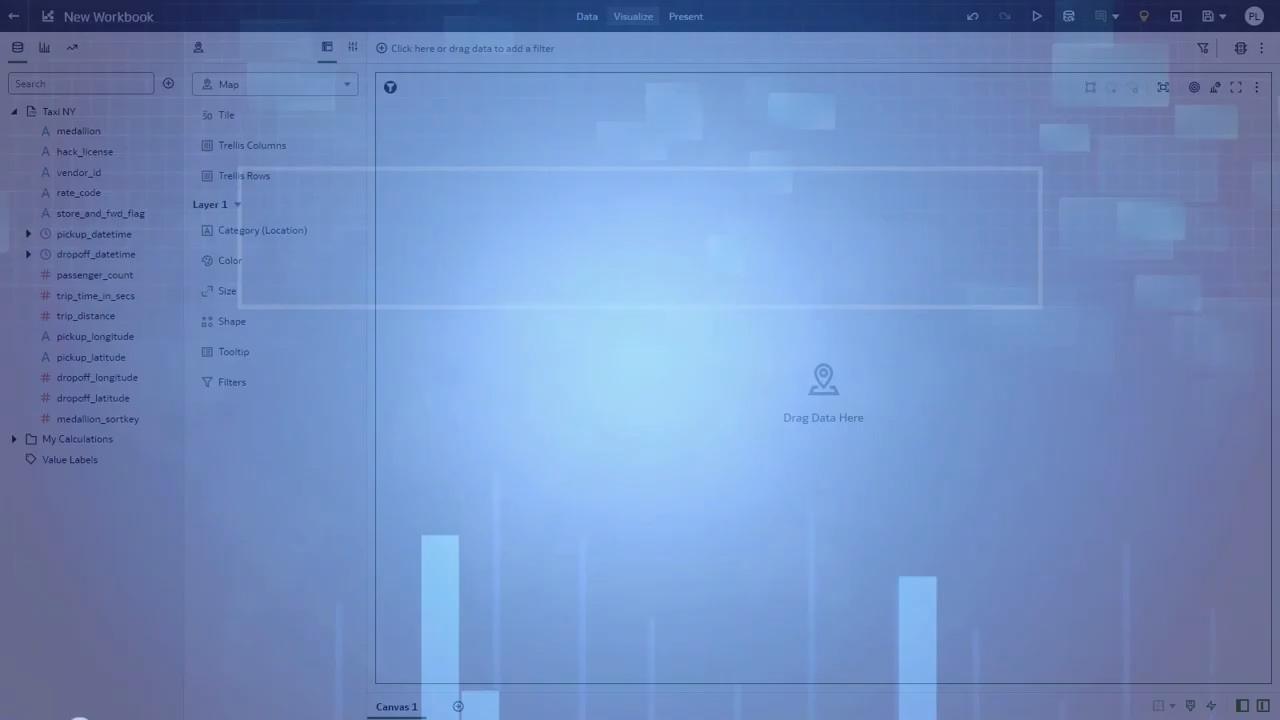 New Workbook
Data
Visualize
Present
PL
Click here or drag data to add a filter
Search
Map
Taxi NY
medallion
hack_license
vendor_id
rate_code
store_and_fwd_flag
pickup_datetime
dropoff_datetime
passenger_count
trip_time_in_secs
trip_distance
pickup_longitude
pickup_latitude
dropoff_longitude
dropoff_latitude
medallion_sortkey
My Calculations
Value Labels
Tile
Trellis Columns
Trellis Rows
Layer 1
Category (Location)
Color
Size
Shape
Tooltip
Filters
Drag Data Here
Canvas 1